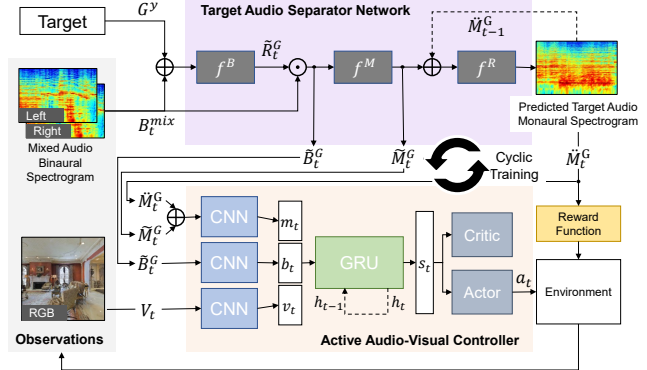 Target
G^y
Target Audio Separator Network
f^B
R̃_t^G
f^M
M̈_{t-1}^G
f^R
Left
Right
Mixed Audio
Binaural
Spectrogram
B_t^{mix}
Predicted Target Audio
Monaural Spectrogram
B̃_t^G
M̃_t^G
Cyclic
Training
M̈_t^G
M̈_t^G
M̃_t^G
B̃_t^G
V_t
CNN
CNN
CNN
m_t
b_t
v_t
GRU
h_{t-1}
h_t
s_t
Critic
Actor
a_t
Reward
Function
Environment
RGB
Observations
Active Audio-Visual Controller